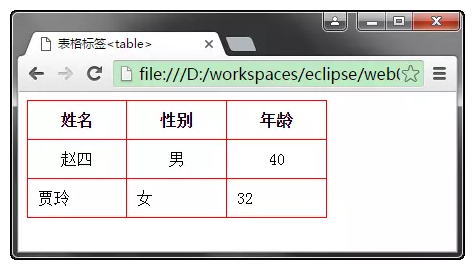 表格标签<table>
file:///D:/workspaces/eclipse/web
姓名 性别 年龄
赵四 男 40
贾玲 女 32